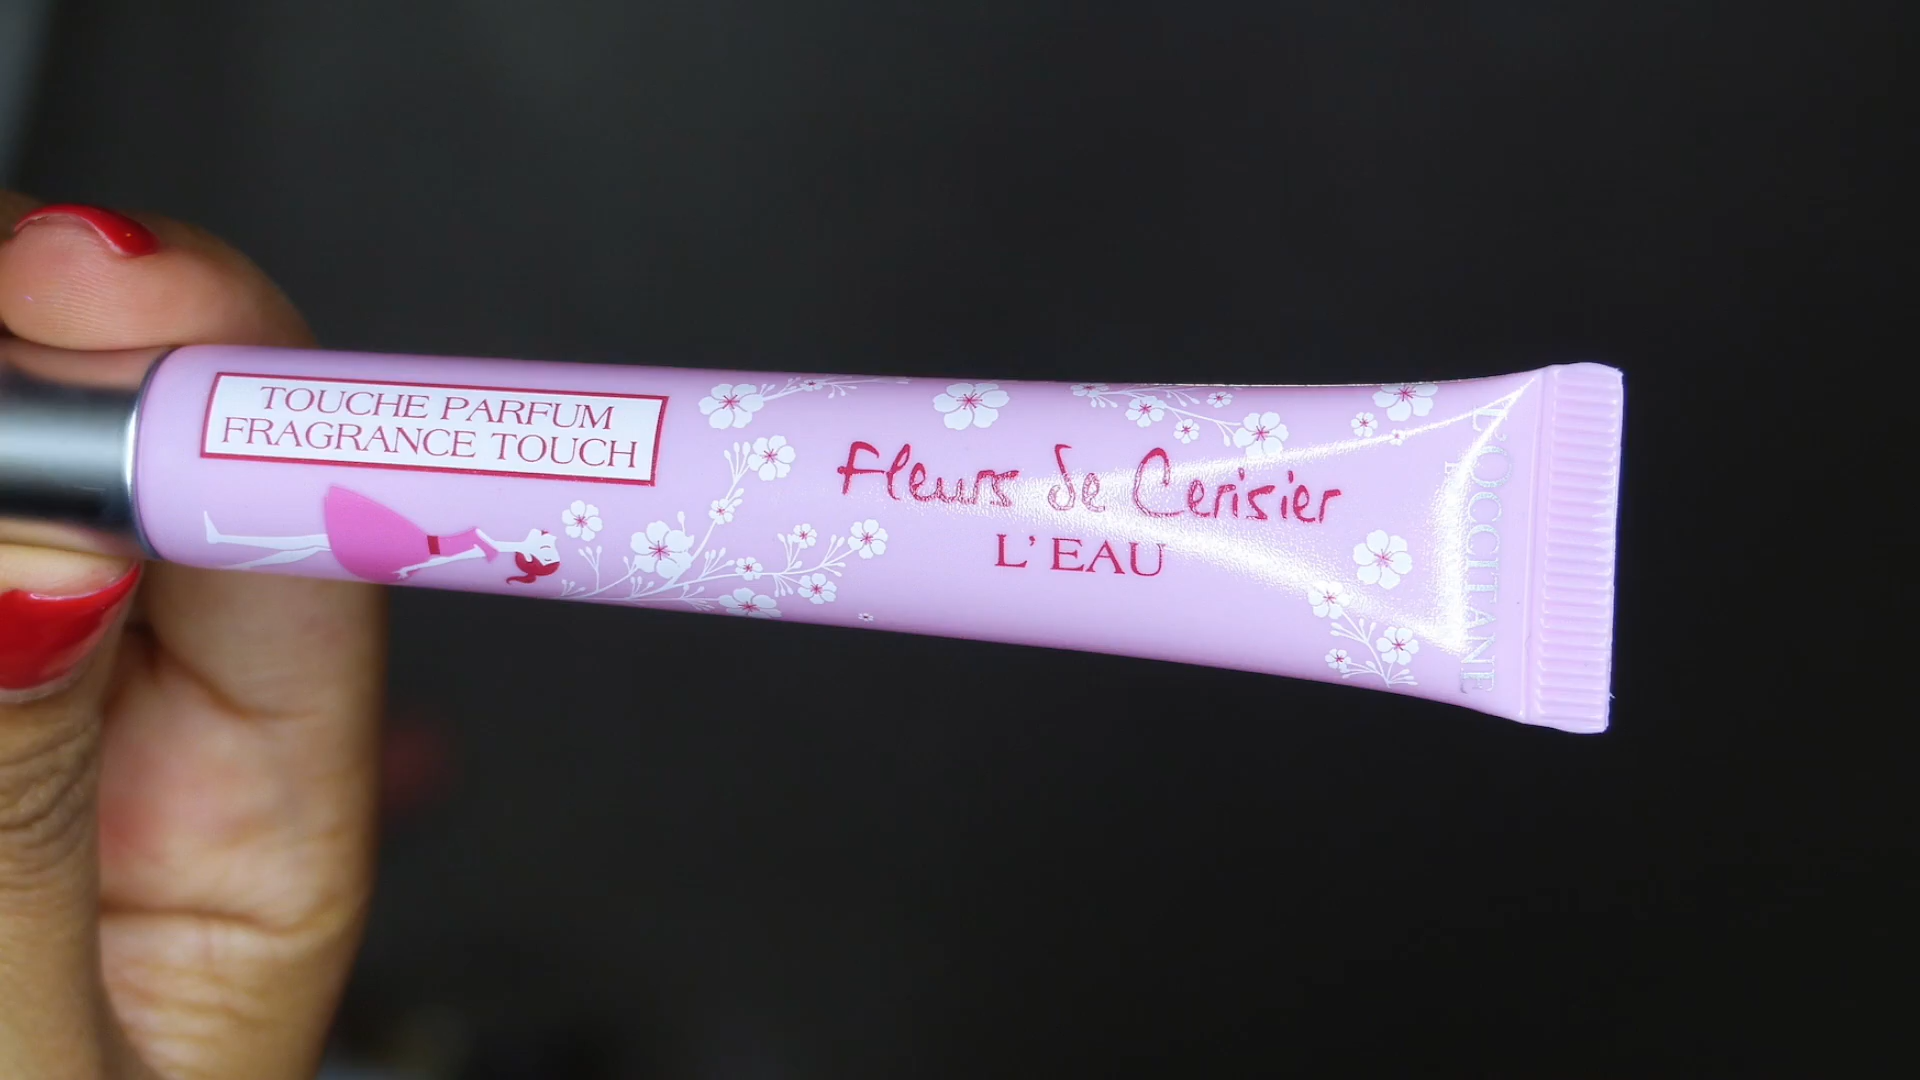 TOUCHE PARFUM
FRAGRANCE TOUCH
Fleurs de Cerisier
L'EAU
L'OCCITANE